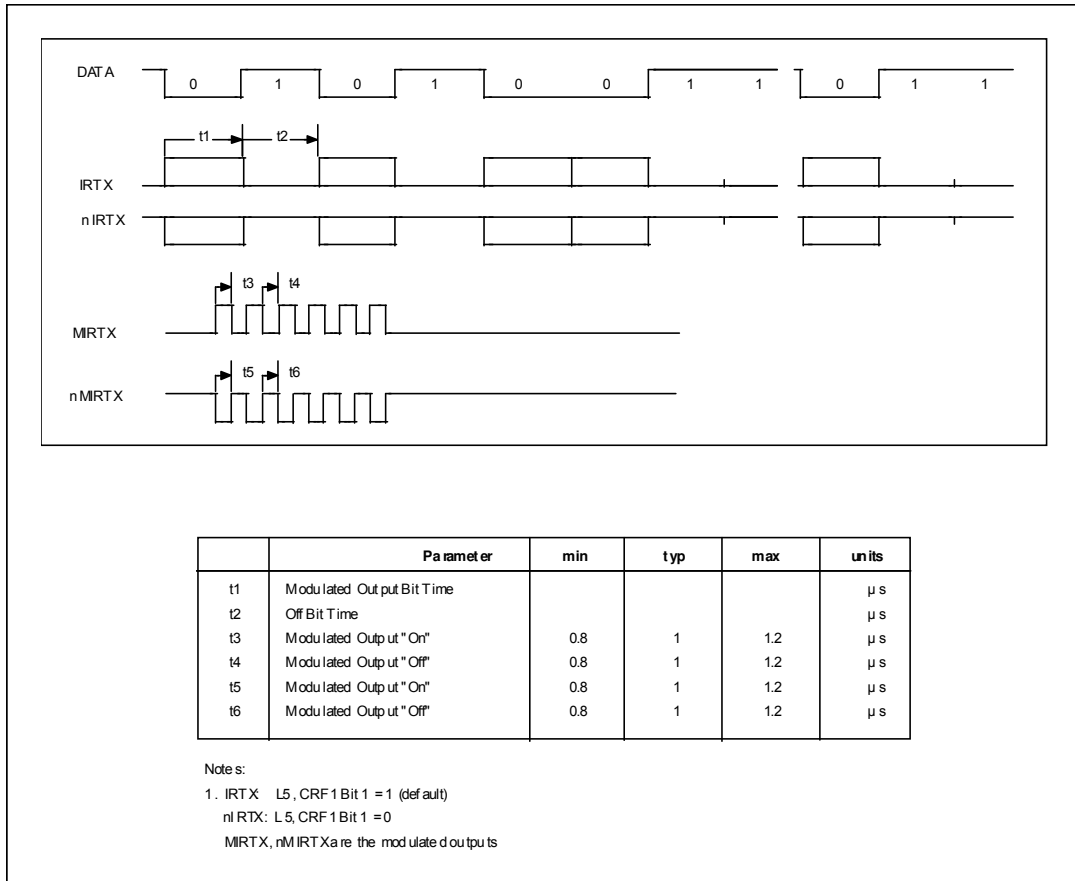 DATA 0 1 0 1 0 0 1 1 0 1 1
t1 t2
IRTX
nIRTX
t3 t4
MIRTX
t5 t6
nMIRTX
Parameter min typ max units
t1 Modulated Output Bit Time µs
t2 Off Bit Time µs
t3 Modulated Output "On" 0.8 1 1.2 µs
t4 Modulated Output "Off" 0.8 1 1.2 µs
t5 Modulated Output "On" 0.8 1 1.2 µs
t6 Modulated Output "Off" 0.8 1 1.2 µs
Notes:
1. IRTX: L5, CRF1 Bit 1 = 1 (default)
nIRTX: L5, CRF1 Bit 1 = 0
MIRTX, nMIRTX are the modulated outputs